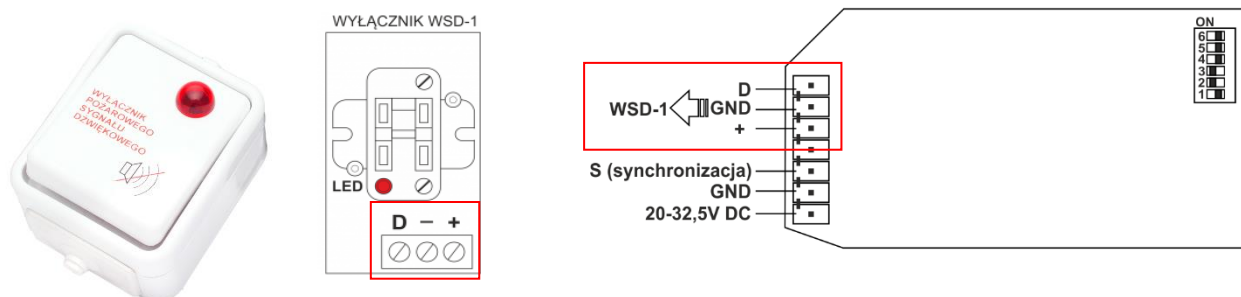 WYŁĄCZNIK
POŻAROWEGO
SYGNAŁU
DŹWIĘKOWEGO
WYŁĄCZNIK WSD-1
LED
D – +
ON
6
5
4
3
2
1
WSD-1
D
GND
+
S (synchronizacja)
GND
20-32,5V DC